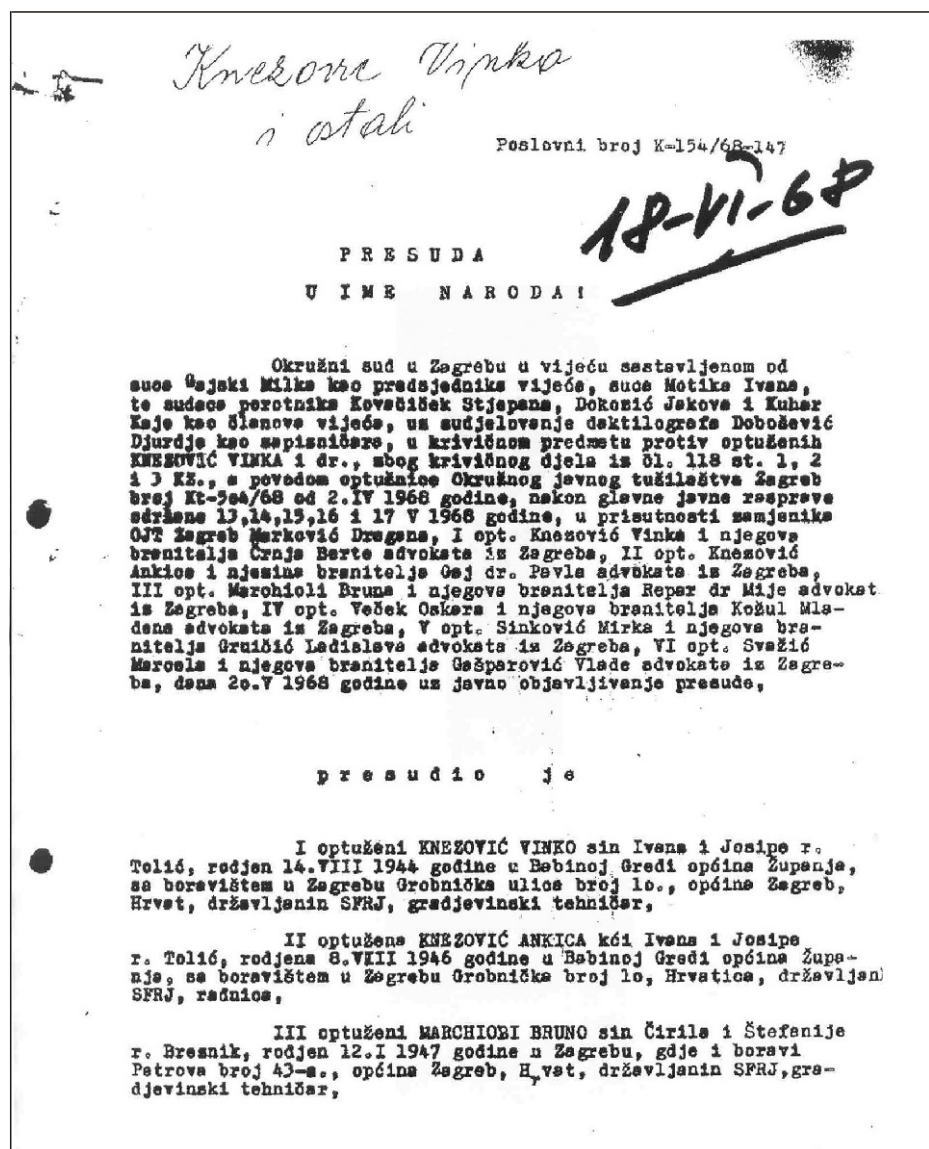 Knezović Vinko
i ostali
Poslovni broj K-154/68-147
18-VI-68
P R E S U D A
U I M E N A R O D A !
Okružni sud u Zagrebu u vijeću sastavljenom od
suca Gajski Milka kao predsjednika vijeća, suca Motika Ivana,
te sudaca porotnika Kovačiček Stjepana, Dokozić Jakova i Kuhar
Kaje kao članova vijeća, uz sudjelovanje daktilografa Dobošević
Djurdje kao zapisničara, u krivičnom predmetu protiv optuženih
KNEZOVIĆ VINKA i dr., zbog krivičnog djela iz čl. 118 st. 1, 2
i 3 KZ., a povodom optužnice Okružnog javnog tužilaštva Zagreb
broj Kt-504/68 od 2.IV 1968 godine, nakon glavne javne rasprave
održane 13,14,15,16 i 17 V 1968 godine, u prisutnosti zamjenika
OJT Zagreb Marković Dragana, I opt. Knezović Vinka i njegova
branitelja Črnja Berte advokata iz Zagreba, II opt. Knezović
Ankice i njezina branitelja Gaj dr. Pavla advokata iz Zagreba,
III opt. Marchioli Bruna i njegova branitelja Repar dr Mije advokat
iz Zagreba, IV opt. Veček Oskara i njegova branitelja Kožul Mla-
dena advokata iz Zagreba, V opt. Sinković Mirka i njegova bra-
nitelja Gruičić Ladislava advokata iz Zagreba, VI opt. Svažić
Marcela i njegova branitelja Gašparović Vlade advokata iz Zagre-
ba, dana 20.V 1968 godine uz javno objavljivanje presude,
p r e s u d i o j e
I optuženi KNEZOVIĆ VINKO sin Ivana i Josipe r.
Tolić, rodjen 14.VIII 1944 godine u Babinoj Gredi općina Županja,
sa boravištem u Zagrebu Grobnička ulica broj lo., općina Zagreb,
Hrvat, državljanin SFRJ, gradjevinski tehničar,
II optužena KNEZOVIĆ ANKICA kći Ivana i Josipe
r. Tolić, rodjena 8.VIII 1946 godine u Babinoj Gredi općina Župa-
nja, sa boravištem u Zagrebu Grobnička broj lo, Hrvatica, državljan
SFRJ, radnica,
III optuženi MARCHIOBI BRUNO sin Čirila i Štefanije
r. Bresnik, rodjen 12.I 1947 godine u Zagrebu, gdje i boravi
Petrova broj 43-a., općina Zagreb, Hrvat, državljanin SFRJ,gra-
djevinski tehničar,